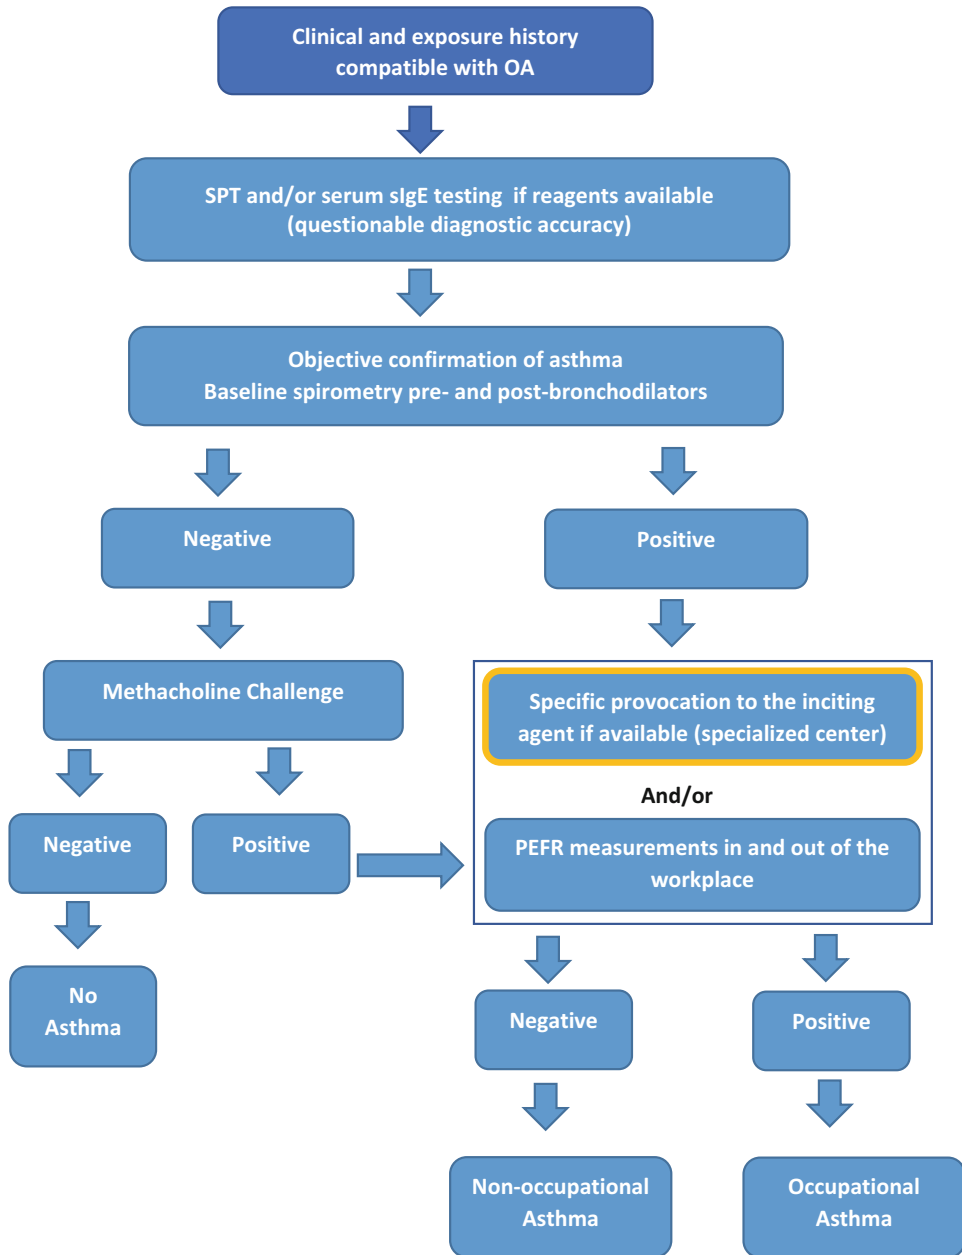 Clinical and exposure history
compatible with OA
SPT and/or serum sIgE testing if reagents available
(questionable diagnostic accuracy)
Objective confirmation of asthma
Baseline spirometry pre- and post-bronchodilators
Negative
Positive
Methacholine Challenge
Specific provocation to the inciting
agent if available (specialized center)
And/or
Negative
Positive
PEFR measurements in and out of the
workplace
No
Asthma
Negative
Positive
Non-occupational
Asthma
Occupational
Asthma